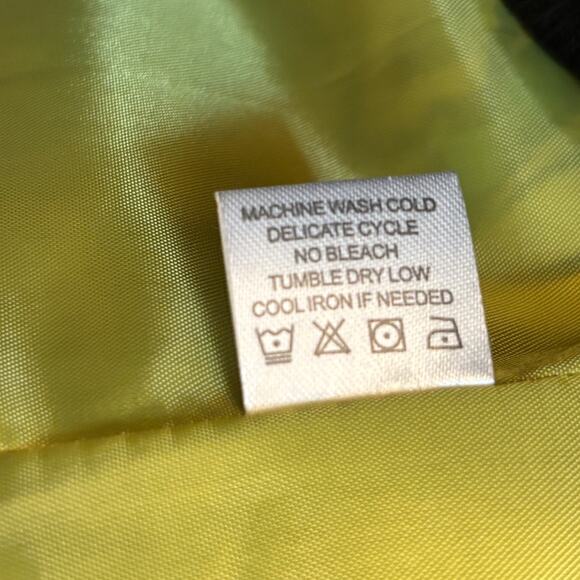 MACHINE WASH COLD
DELICATE CYCLE
NO BLEACH
TUMBLE DRY LOW
COOL IRON IF NEEDED